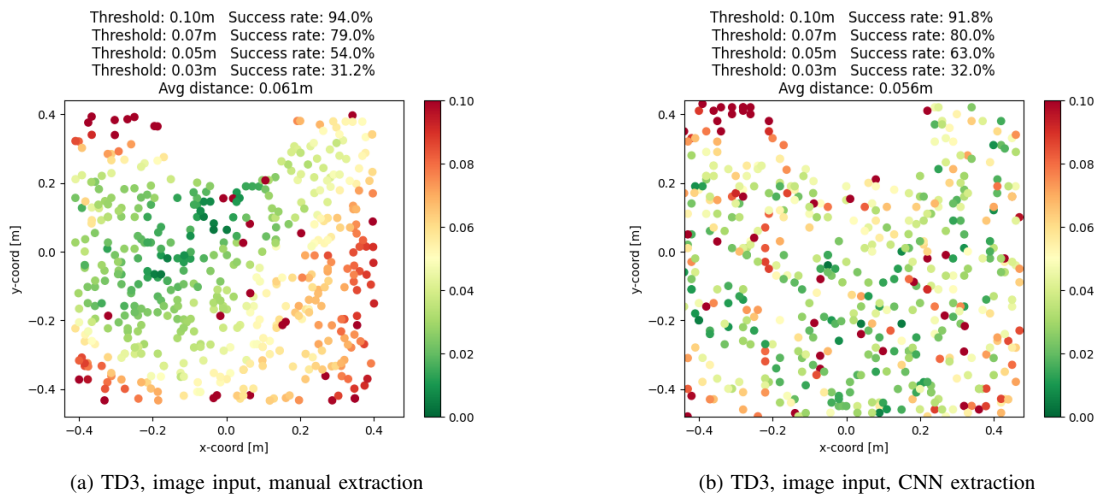 Threshold: 0.10m Success rate: 94.0%
Threshold: 0.07m Success rate: 79.0%
Threshold: 0.05m Success rate: 54.0%
Threshold: 0.03m Success rate: 31.2%
Avg distance: 0.061m
0.4
0.2
0.0
−0.2
−0.4
y-coord [m]
−0.4 −0.2 0.0 0.2 0.4
x-coord [m]
0.10
0.08
0.06
0.04
0.02
0.00
(a) TD3, image input, manual extraction
Threshold: 0.10m Success rate: 91.8%
Threshold: 0.07m Success rate: 80.0%
Threshold: 0.05m Success rate: 63.0%
Threshold: 0.03m Success rate: 32.0%
Avg distance: 0.056m
0.4
0.2
0.0
−0.2
−0.4
y-coord [m]
−0.4 −0.2 0.0 0.2 0.4
x-coord [m]
0.10
0.08
0.06
0.04
0.02
0.00
(b) TD3, image input, CNN extraction